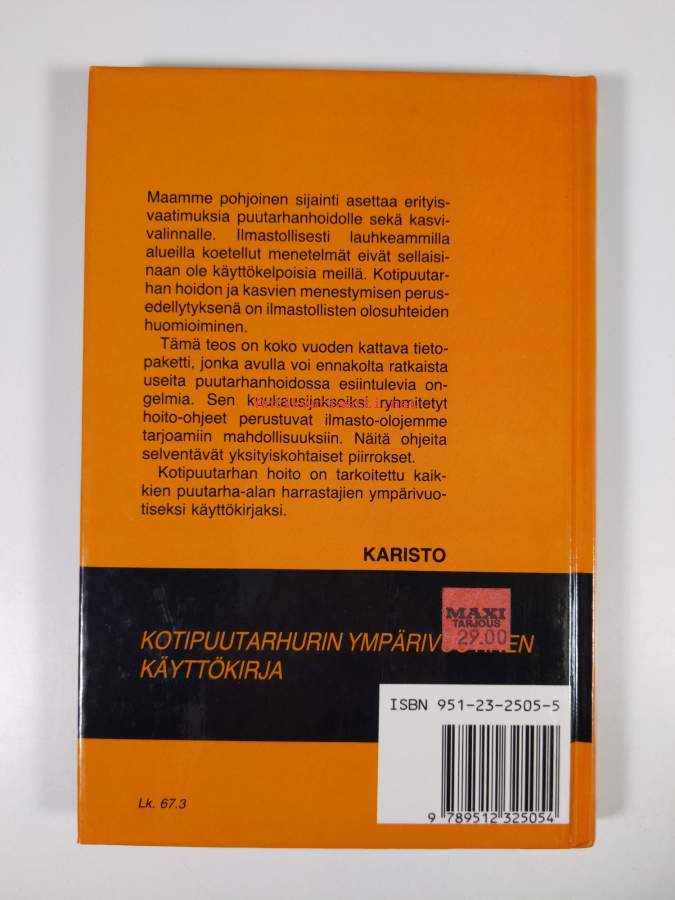 Maamme pohjoinen sijainti asettaa erityis-
vaatimuksia puutarhanhoidolle sekä kasvi-
valinnalle. Ilmastollisesti lauhkeammilla
alueilla koetellut menetelmät eivät sellaisi-
naan ole käyttökelpoisia meillä. Kotipuutar-
han hoidon ja kasvien menestymisen perus-
edellytyksenä on ilmastollisten olosuhteiden
huomioiminen.
Tämä teos on koko vuoden kattava tieto-
paketti, jonka avulla voi ennakolta ratkaista
useita puutarhanhoidossa esiintulevia on-
gelmia. Sen kuukausijaksoiksi ryhmitetyt
hoito-ohjeet perustuvat ilmasto-olojemme
tarjoamiin mahdollisuuksiin. Näitä ohjeita
selventävät yksityiskohtaiset piirrokset.
Kotipuutarhan hoito on tarkoitettu kaik-
kien puutarha-alan harrastajien ympärivuo-
tiseksi käyttökirjaksi.
KARISTO
MAXI
TARJOUS
29.00
KOTIPUUTARHURIN YMPÄRIVUOTINEN
KÄYTTÖKIRJA
ISBN 951-23-2505-5
9 789512 325054
Lk. 67.3